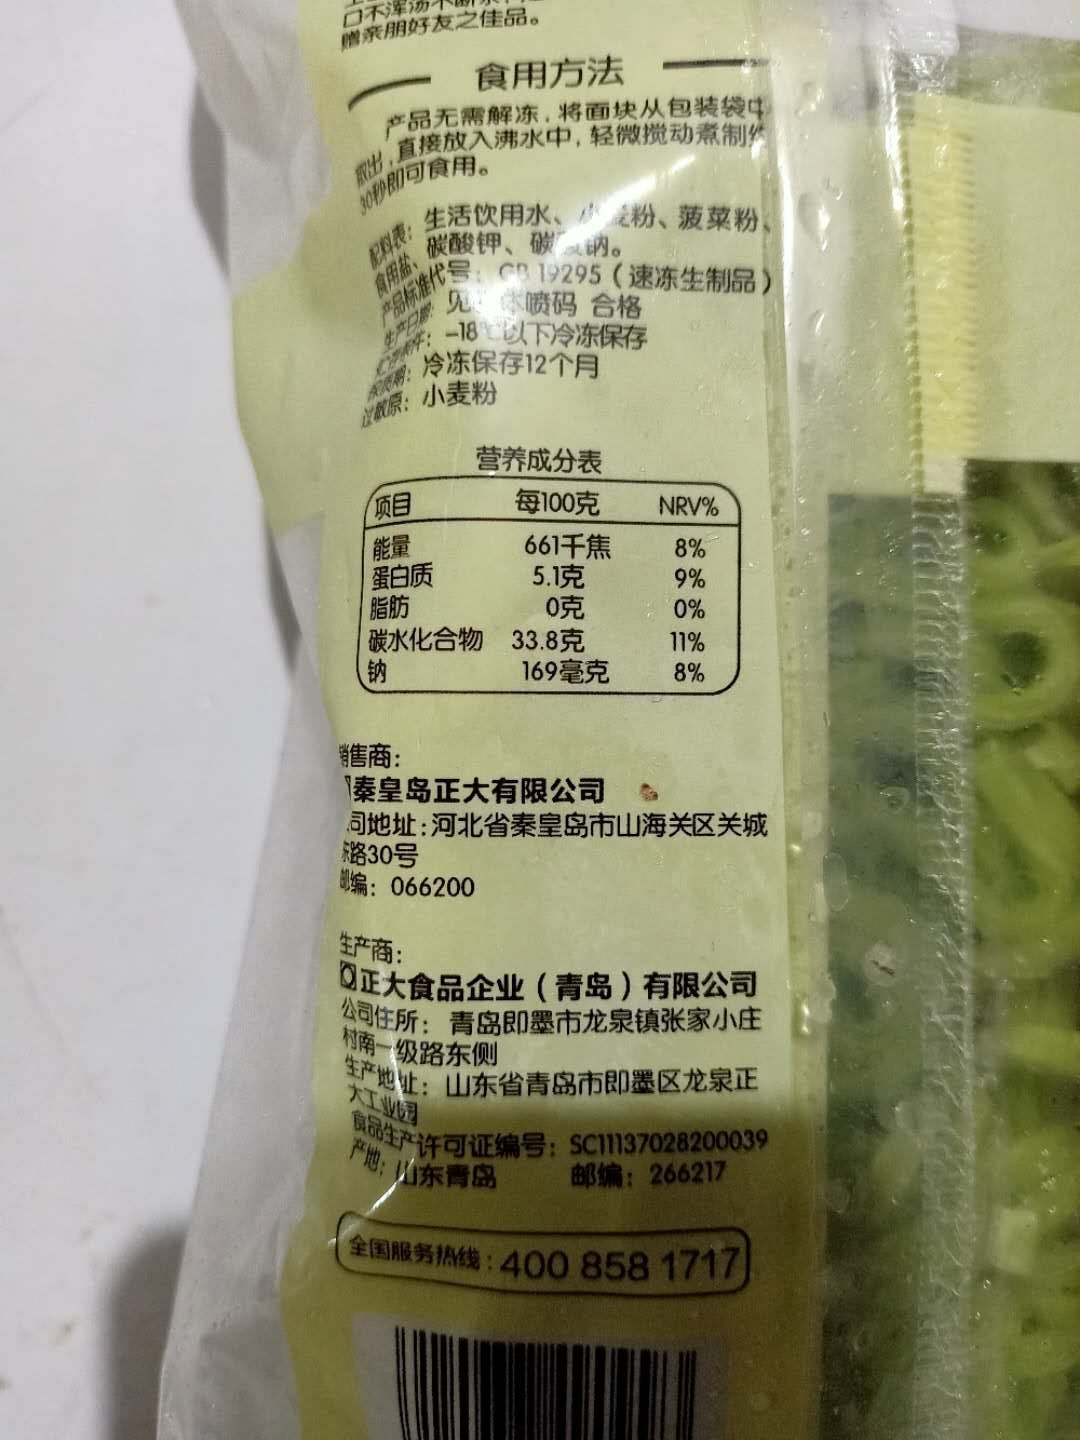 口不浑汤不断条
赠亲朋好友之佳品。
食用方法
产品无需解冻，将面块从包装袋中
取出，直接放入沸水中，轻微搅动煮制约
30秒即可食用。
配料表：生活饮用水、小麦粉、菠菜粉、
食用盐、碳酸钾、碳酸钠。
产品标准代号：GB 19295（速冻生制品）
生产日期：见 喷码 合格
贮存条件：-18℃以下冷冻保存
保质期：冷冻保存12个月
过敏原：小麦粉
营养成分表
项目 每100克 NRV%
能量 661千焦 8%
蛋白质 5.1克 9%
脂肪 0克 0%
碳水化合物 33.8克 11%
钠 169毫克 8%
销售商：
秦皇岛正大有限公司
公司地址：河北省秦皇岛市山海关区关城
东路30号
邮编：066200
生产商：
正大食品企业（青岛）有限公司
公司住所：青岛即墨市龙泉镇张家小庄
村南一级路东侧
生产地址：山东省青岛市即墨区龙泉正
大工业园
食品生产许可证编号：SC11137028200039
产地：山东青岛 邮编：266217
全国服务热线：400 858 1717